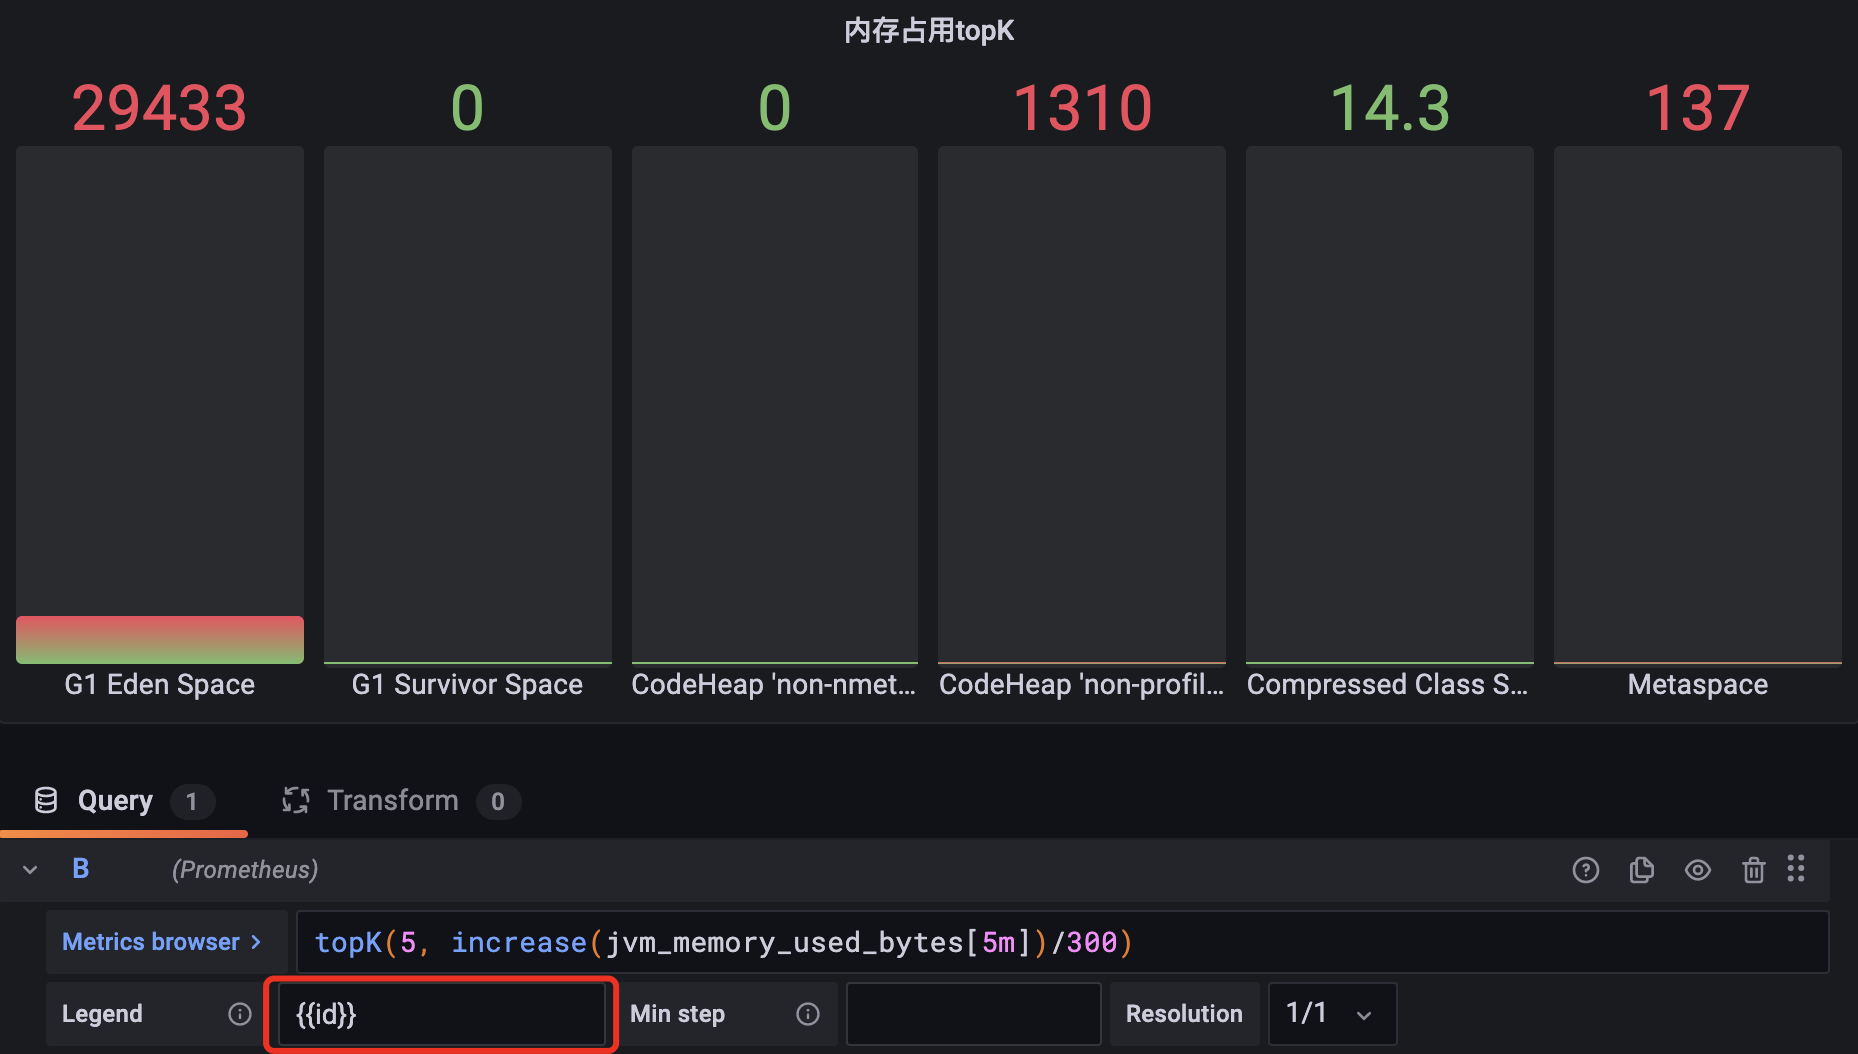 内存占用topK
29433 0 0 1310 14.3 137
G1 Eden Space G1 Survivor Space CodeHeap 'non-nmet... CodeHeap 'non-profil... Compressed Class S... Metaspace
Query 1 Transform 0
B (Prometheus)
Metrics browser > topK(5, increase(jvm_memory_used_bytes[5m])/300)
Legend {{id}} Min step Resolution 1/1